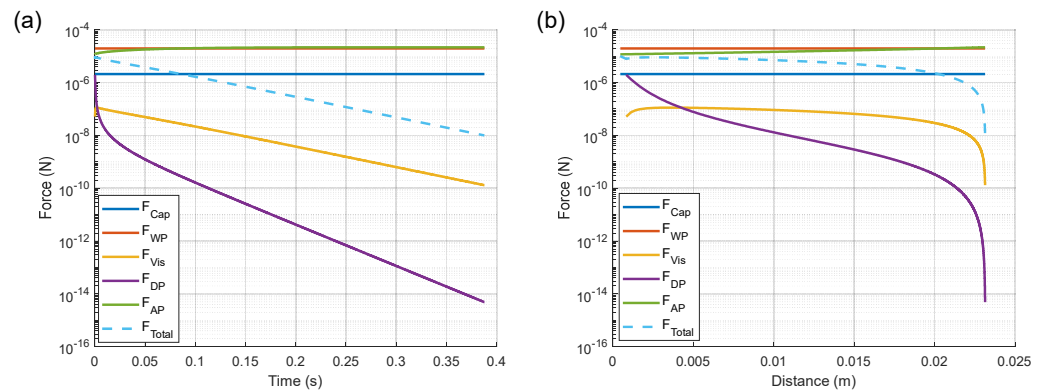 (a)
10^-4
10^-6
10^-8
10^-10
10^-12
10^-14
10^-16
Force (N)
F_Cap
F_WP
F_Vis
F_DP
F_AP
F_Total
0 0.05 0.1 0.15 0.2 0.25 0.3 0.35 0.4
Time (s)
(b)
10^-4
10^-6
10^-8
10^-10
10^-12
10^-14
10^-16
Force (N)
F_Cap
F_WP
F_Vis
F_DP
F_AP
F_Total
0 0.005 0.01 0.015 0.02 0.025
Distance (m)